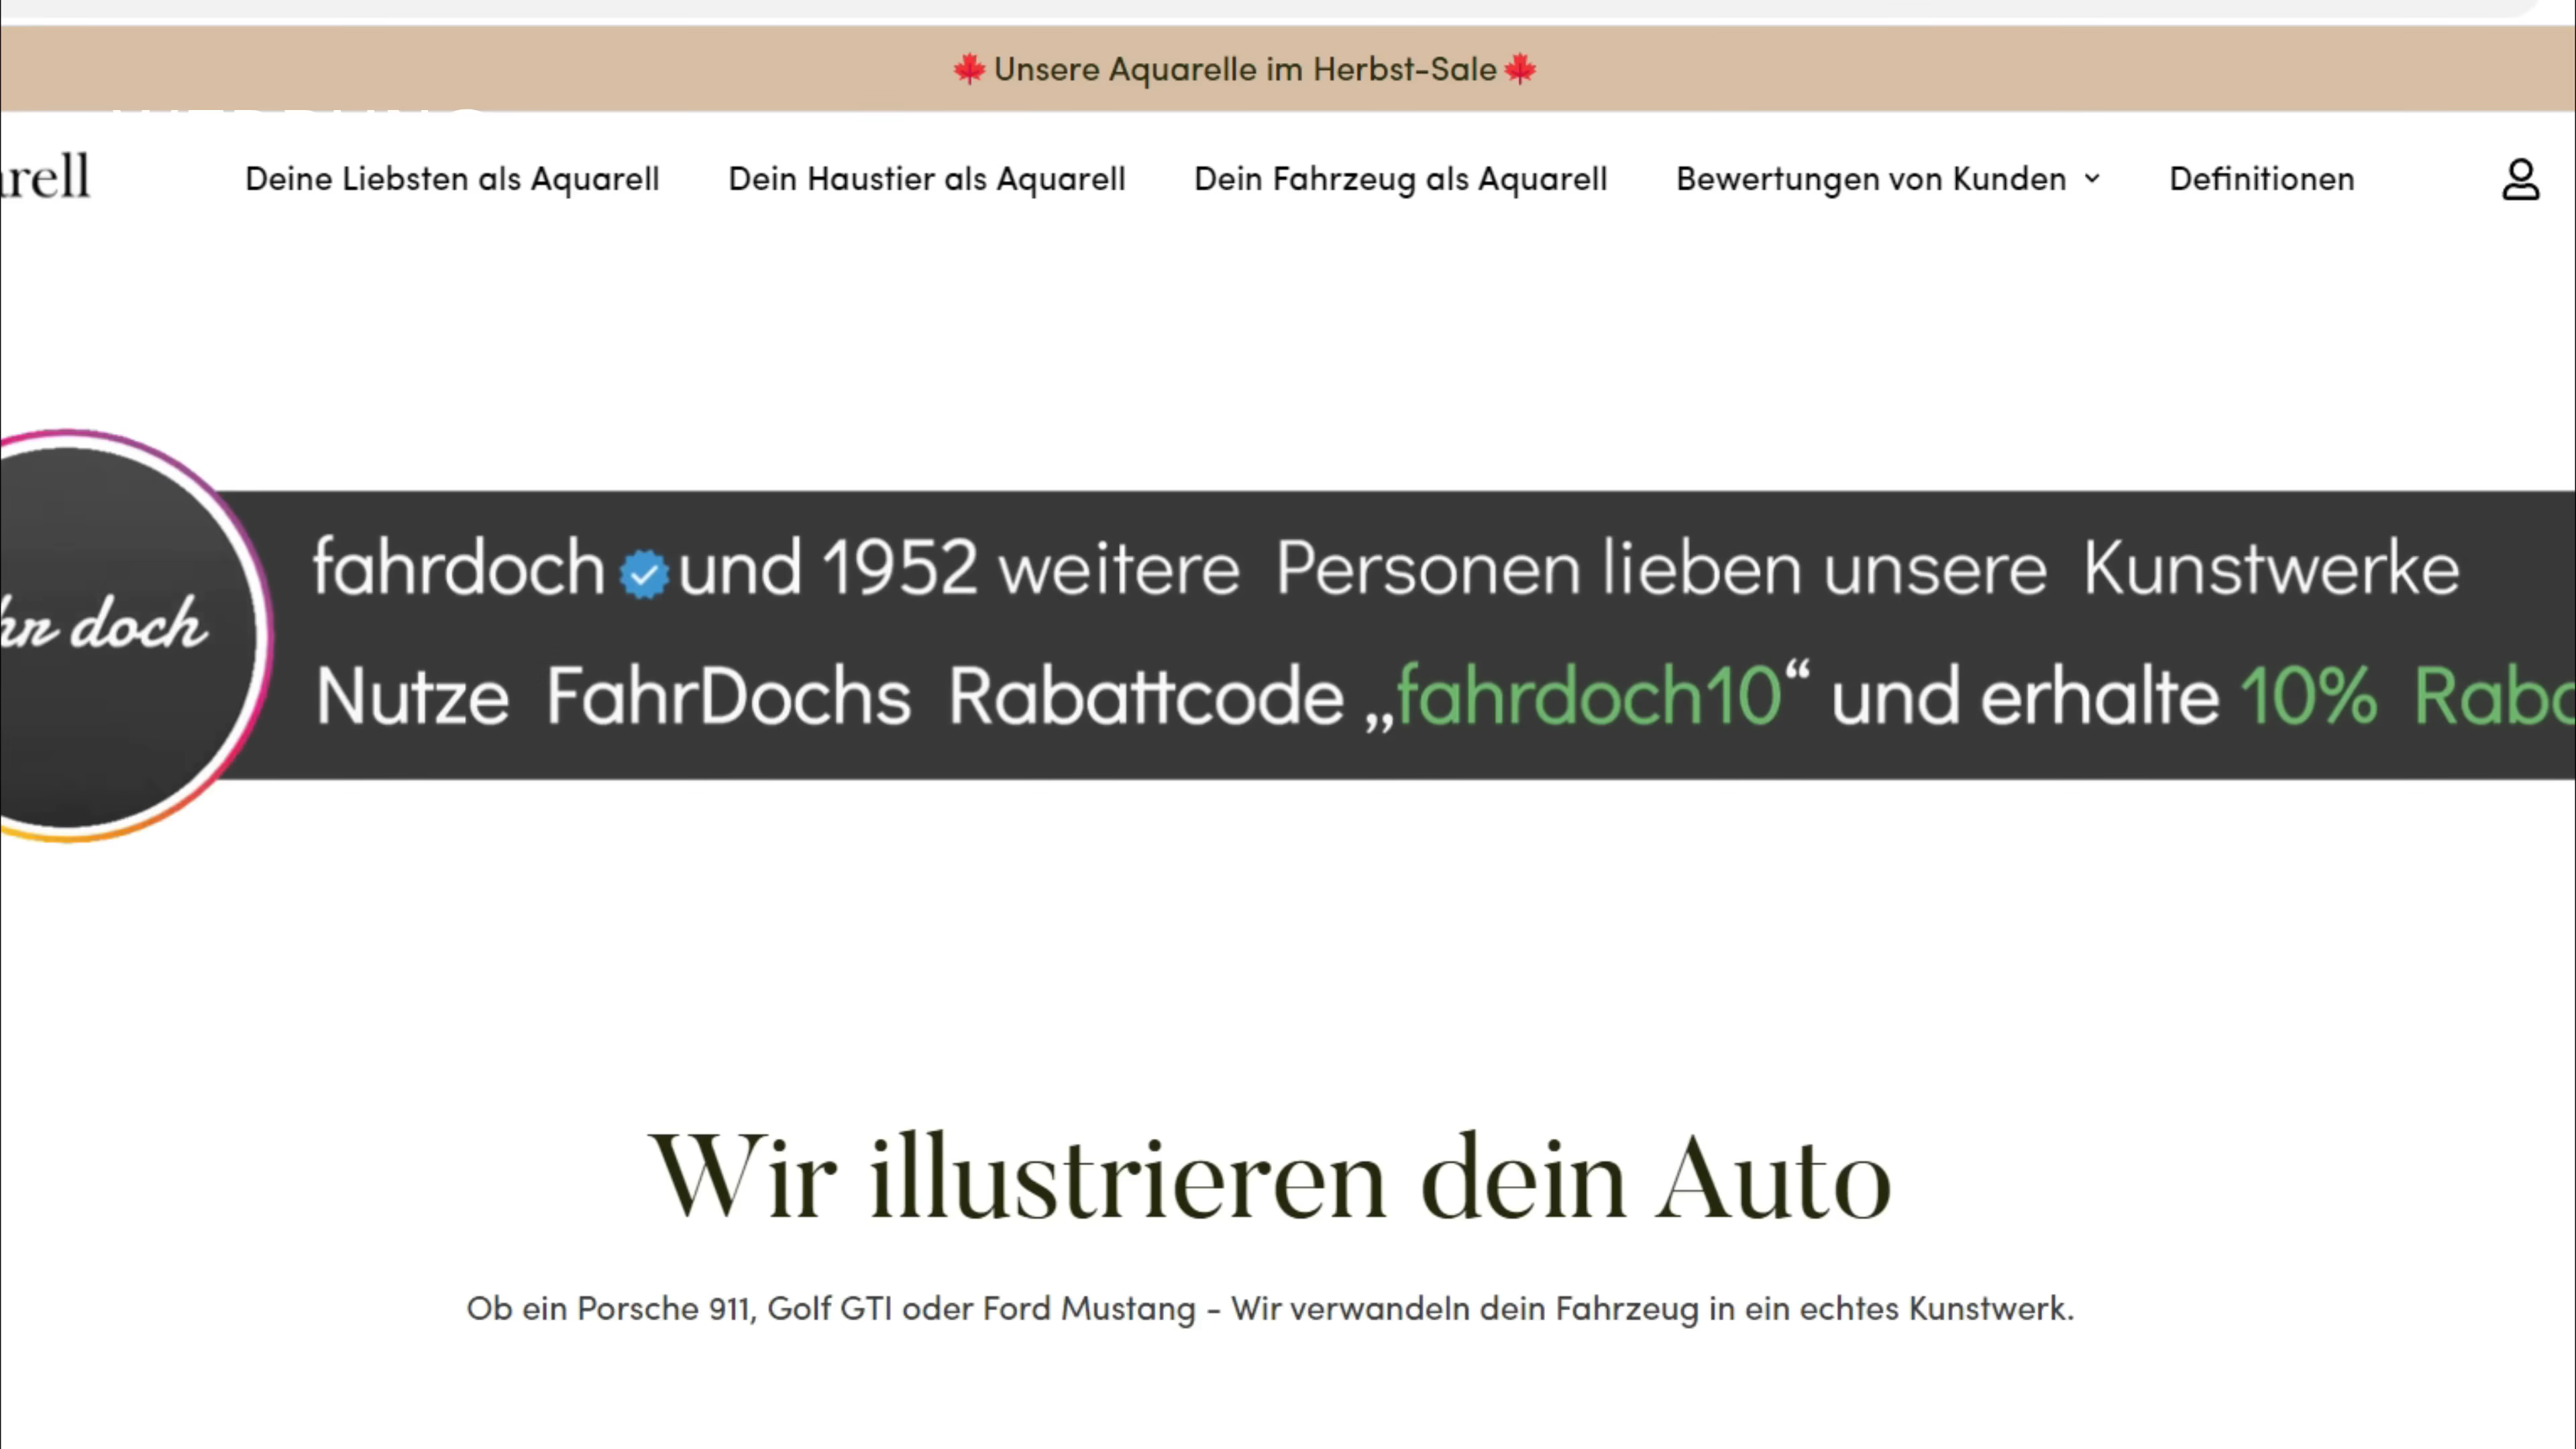 Unsere Aquarelle im Herbst-Sale
Deine Liebsten als Aquarell Dein Haustier als Aquarell Dein Fahrzeug als Aquarell Bewertungen von Kunden Definitionen
doch
fahrdoch und 1952 weitere Personen lieben unsere Kunstwerke
Nutze FahrDochs Rabattcode „fahrdoch10“ und erhalte 10%
Wir illustrieren dein Auto
Ob ein Porsche 911, Golf GTI oder Ford Mustang - Wir verwandeln dein Fahrzeug in ein echtes Kunstwerk.